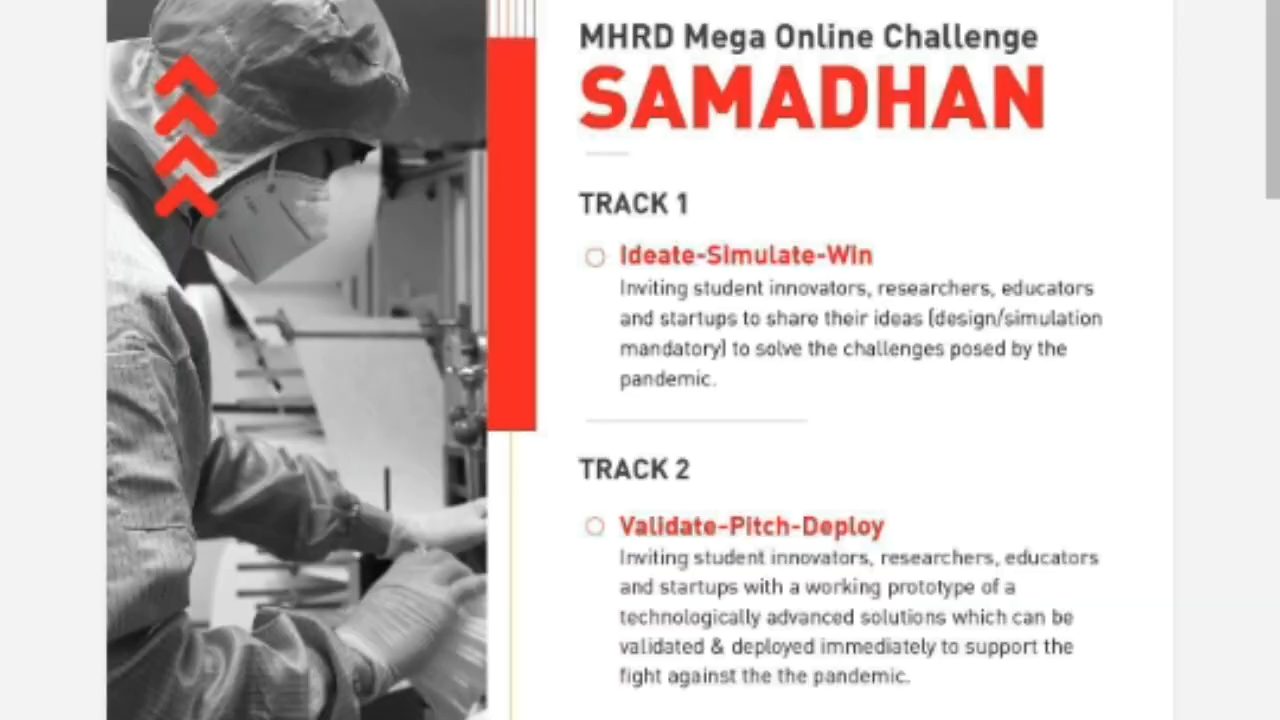 MHRD Mega Online Challenge
SAMADHAN
TRACK 1
Ideate-Simulate-Win
Inviting student innovators, researchers, educators
and startups to share their ideas (design/simulation
mandatory) to solve the challenges posed by the
pandemic.
TRACK 2
Validate-Pitch-Deploy
Inviting student innovators, researchers, educators
and startups with a working prototype of a
technologically advanced solutions which can be
validated & deployed immediately to support the
fight against the the pandemic.